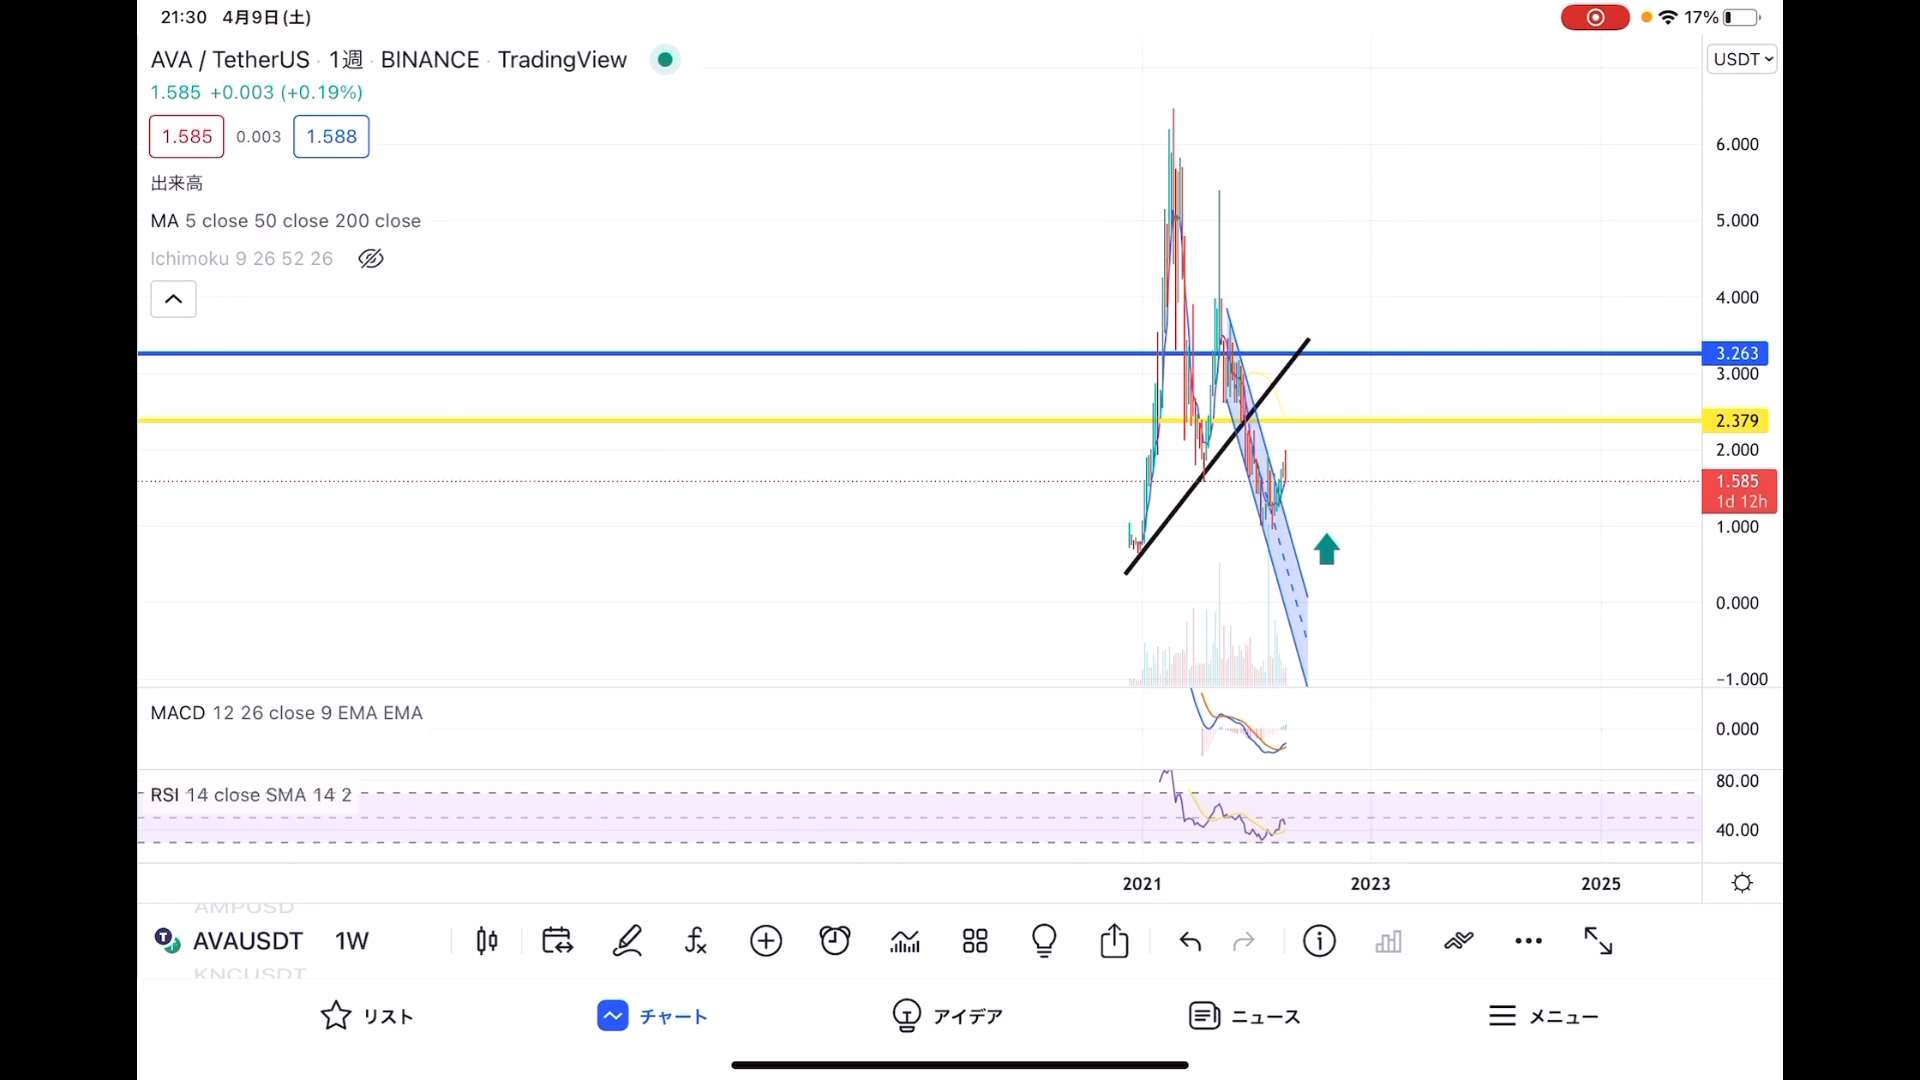 21:30 4月9日(土)
17%
AVA / TetherUS · 1週 · BINANCE · TradingView
USDT
1.585 +0.003 (+0.19%)
1.585 0.003 1.588
出来高
MA 5 close 50 close 200 close
Ichimoku 9 26 52 26
6.000
5.000
4.000
3.263
3.000
2.379
2.000
1.585
1d 12h
1.000
0.000
−1.000
MACD 12 26 close 9 EMA EMA
0.000
RSI 14 close SMA 14 2
80.00
40.00
2021 2023 2025
AMPUSD
AVAUSDT 1W
KNCUSDT
リスト チャート アイデア ニュース メニュー